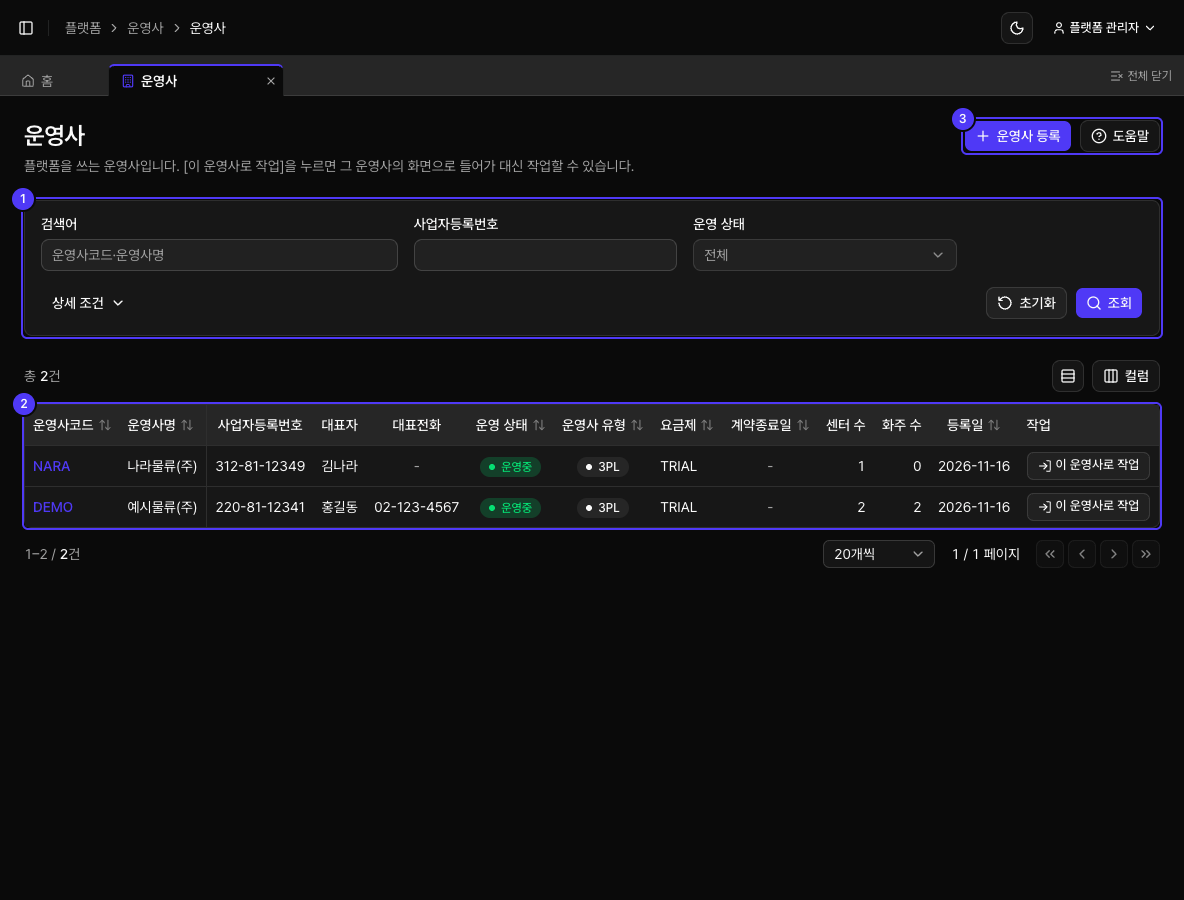 플랫폼 > 운영사 > 운영사
플랫폼 관리자
홈
운영사
전체 닫기
운영사
3
운영사 등록
도움말
플랫폼을 쓰는 운영사입니다. [이 운영사로 작업]을 누르면 그 운영사의 화면으로 들어가 대신 작업할 수 있습니다.
1
검색어 사업자등록번호 운영 상태
운영사코드·운영사명 전체
상세 조건 초기화 조회
총 2건 컬럼
2
운영사코드 운영사명 사업자등록번호 대표자 대표전화 운영 상태 운영사 유형 요금제 계약종료일 센터 수 화주 수 등록일 작업
NARA 나라물류(주) 312-81-12349 김나라 - 운영중 3PL TRIAL - 1 0 2026-11-16 이 운영사로 작업
DEMO 예시물류(주) 220-81-12341 홍길동 02-123-4567 운영중 3PL TRIAL - 2 2 2026-11-16 이 운영사로 작업
1–2 / 2건 20개씩 1 / 1 페이지